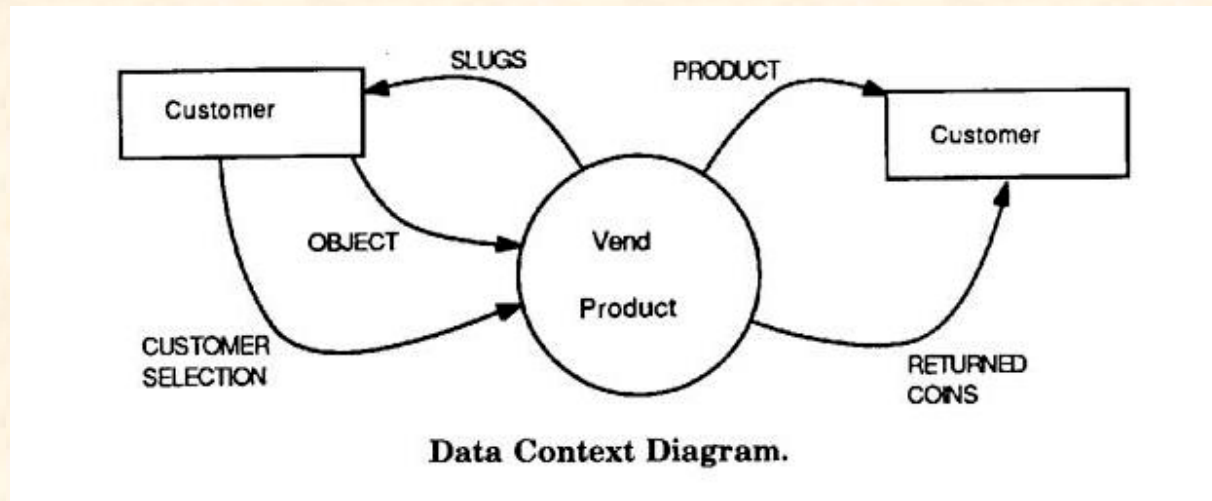 SLUGS
PRODUCT
Customer
Customer
OBJECT
Vend
Product
CUSTOMER
SELECTION
RETURNED
COINS
Data Context Diagram.